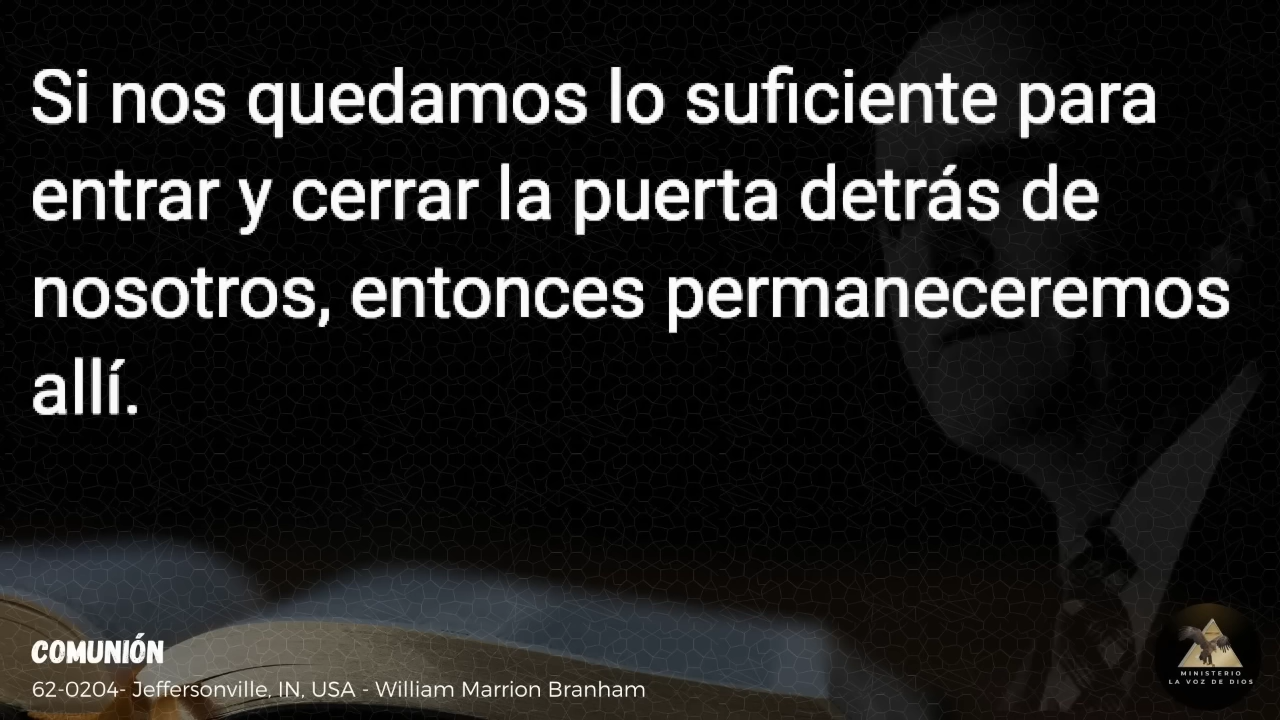 Si nos quedamos lo suficiente para
entrar y cerrar la puerta detrás de
nosotros, entonces permaneceremos
allí.
COMUNIÓN
62-0204- Jeffersonville, IN, USA - William Marrion Branham
MINISTERIO
LA VOZ DE DIOS